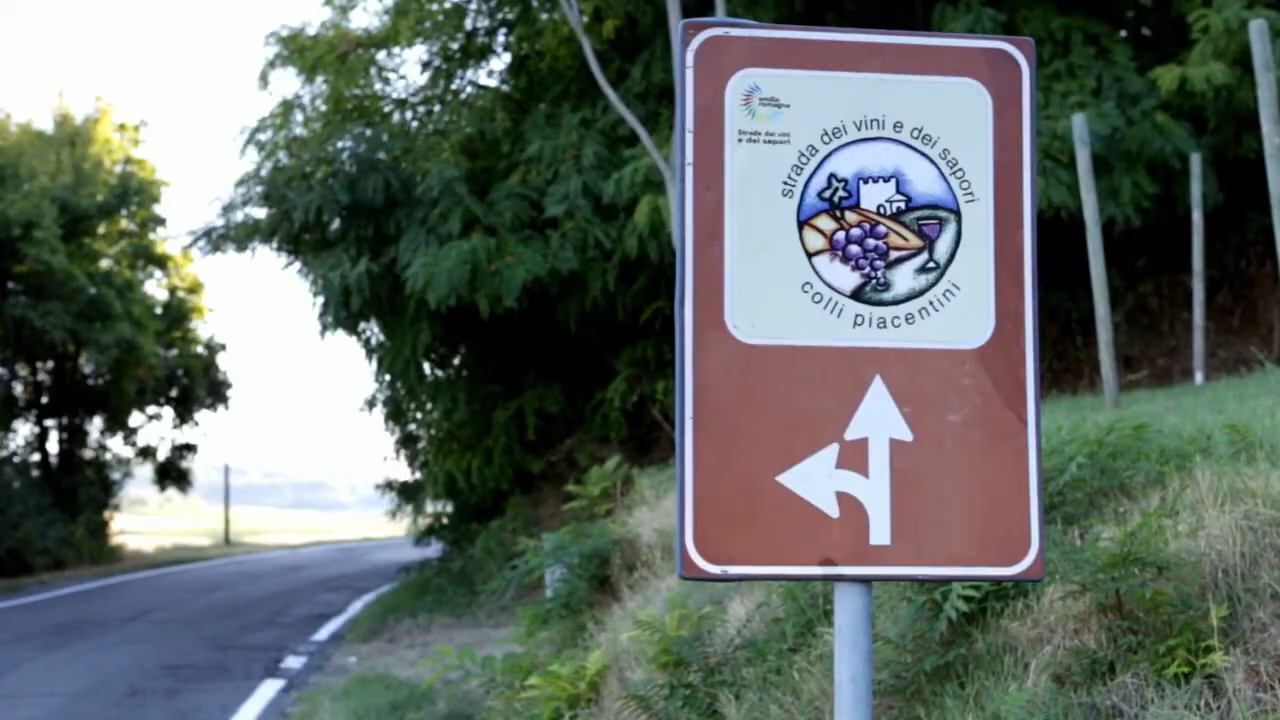 emilia
romagna
Strade dei vini
e dei sapori
strada dei vini e dei sapori
colli piacentini